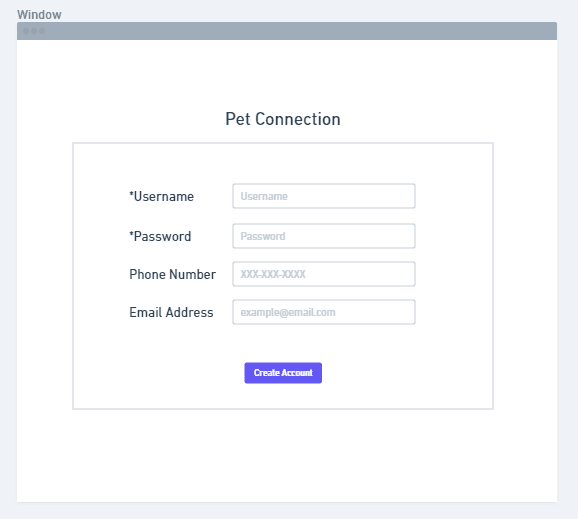 Window
Pet Connection
*Username Username
*Password Password
Phone Number XXX-XXX-XXXX
Email Address example@email.com
Create Account